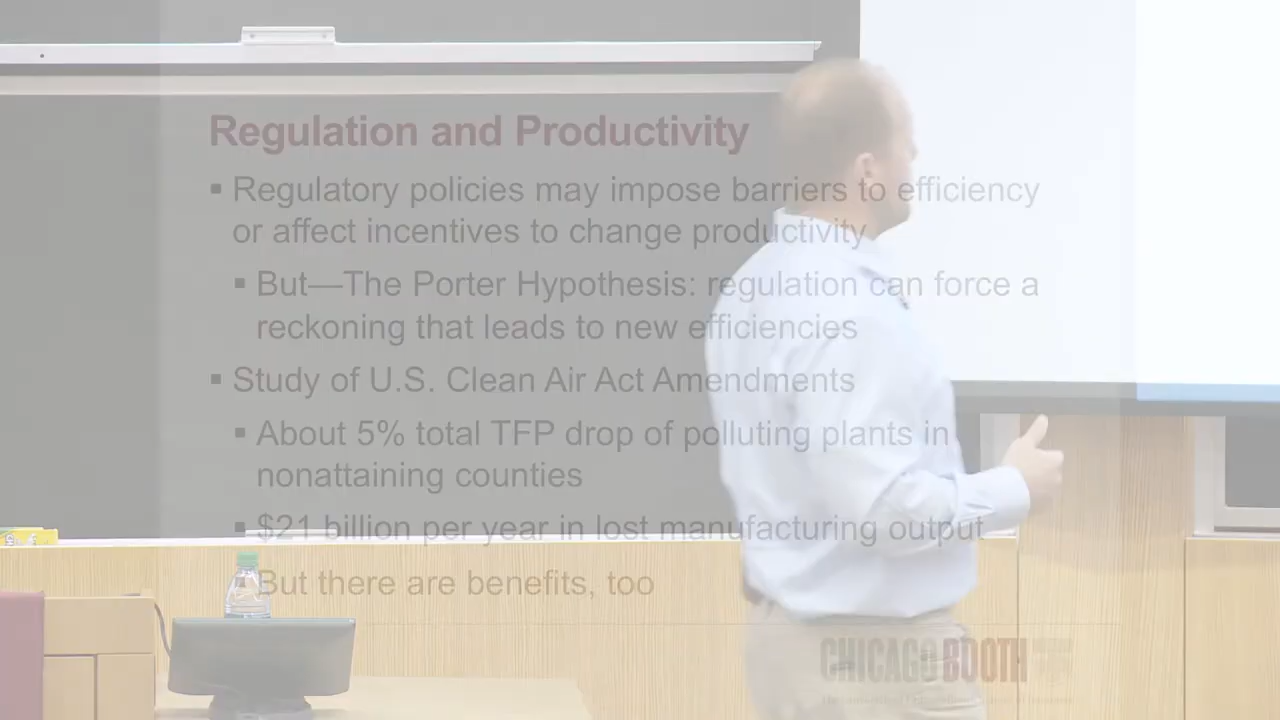 Regulation and Productivity
▪ Regulatory policies may impose barriers to efficiency
or affect incentives to change productivity
▪ But—The Porter Hypothesis: regulation can force a
reckoning that leads to new efficiencies
▪ Study of U.S. Clean Air Act Amendments
▪ About 5% total TFP drop of polluting plants in
nonattaining counties
▪ $21 billion per year in lost manufacturing output
But there are benefits, too
CHICAGO BOOTH